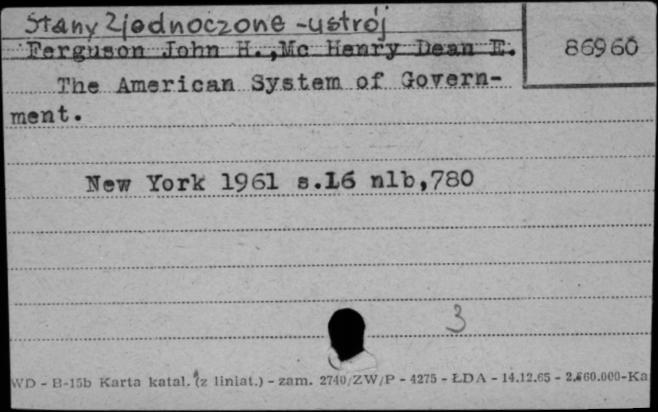 Stany Zjednoczone - ustrój
Ferguson John H., Mc Henry Dean E.
86960
The American System of Govern-
ment.
New York 1961 s.16 nlb,780
3
WD - B-15b Karta katal. (z liniat.) - zam. 2740/ZW/P - 4275 - ŁDA - 14.12.65 - 2.560.000-Ka